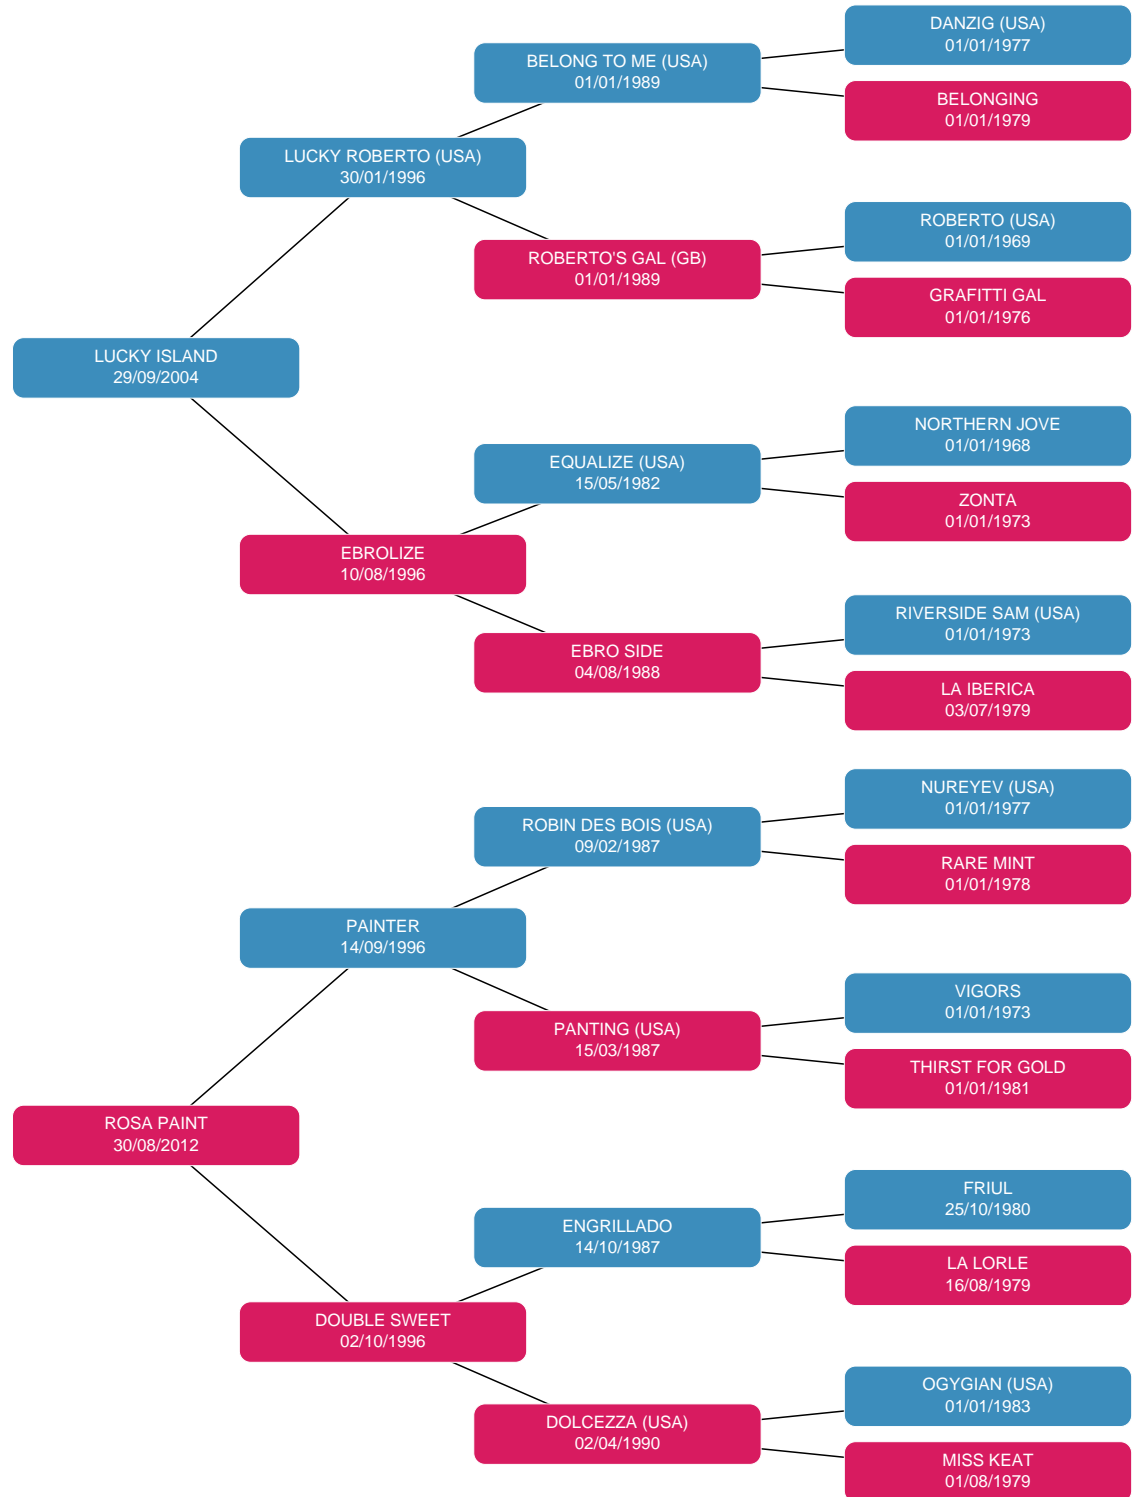 DANZIG (USA)
01/01/1977
BELONG TO ME (USA)
01/01/1989
BELONGING
01/01/1979
LUCKY ROBERTO (USA)
30/01/1996
ROBERTO (USA)
01/01/1969
ROBERTO'S GAL (GB)
01/01/1989
GRAFITTI GAL
01/01/1976
LUCKY ISLAND
29/09/2004
NORTHERN JOVE
01/01/1968
EQUALIZE (USA)
15/05/1982
ZONTA
01/01/1973
EBROLIZE
10/08/1996
RIVERSIDE SAM (USA)
01/01/1973
EBRO SIDE
04/08/1988
LA IBERICA
03/07/1979
NUREYEV (USA)
01/01/1977
ROBIN DES BOIS (USA)
09/02/1987
RARE MINT
01/01/1978
PAINTER
14/09/1996
VIGORS
01/01/1973
PANTING (USA)
15/03/1987
THIRST FOR GOLD
01/01/1981
ROSA PAINT
30/08/2012
FRIUL
25/10/1980
ENGRILLADO
14/10/1987
LA LORLE
16/08/1979
DOUBLE SWEET
02/10/1996
OGYGIAN (USA)
01/01/1983
DOLCEZZA (USA)
02/04/1990
MISS KEAT
01/08/1979